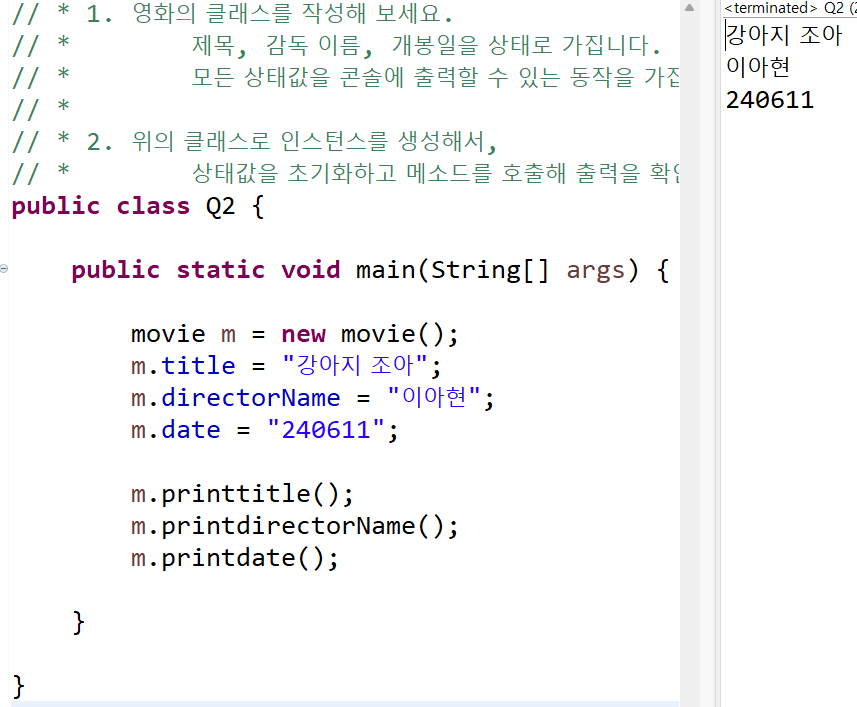 // * 1. 영화의 클래스를 작성해 보세요.
// * 제목, 감독 이름, 개봉일을 상태로 가집니다.
// * 모든 상태값을 콘솔에 출력할 수 있는 동작을
// *
// * 2. 위의 클래스로 인스턴스를 생성해서,
// * 상태값을 초기화하고 메소드를 호출해 출력을
public class Q2 {
public static void main(String[] args) {
movie m = new movie();
m.title = "강아지 조아";
m.directorName = "이아현";
m.date = "240611";
m.printtitle();
m.printdirectorName();
m.printdate();
}
}
<terminated> Q2
강아지 조아
이아현
240611